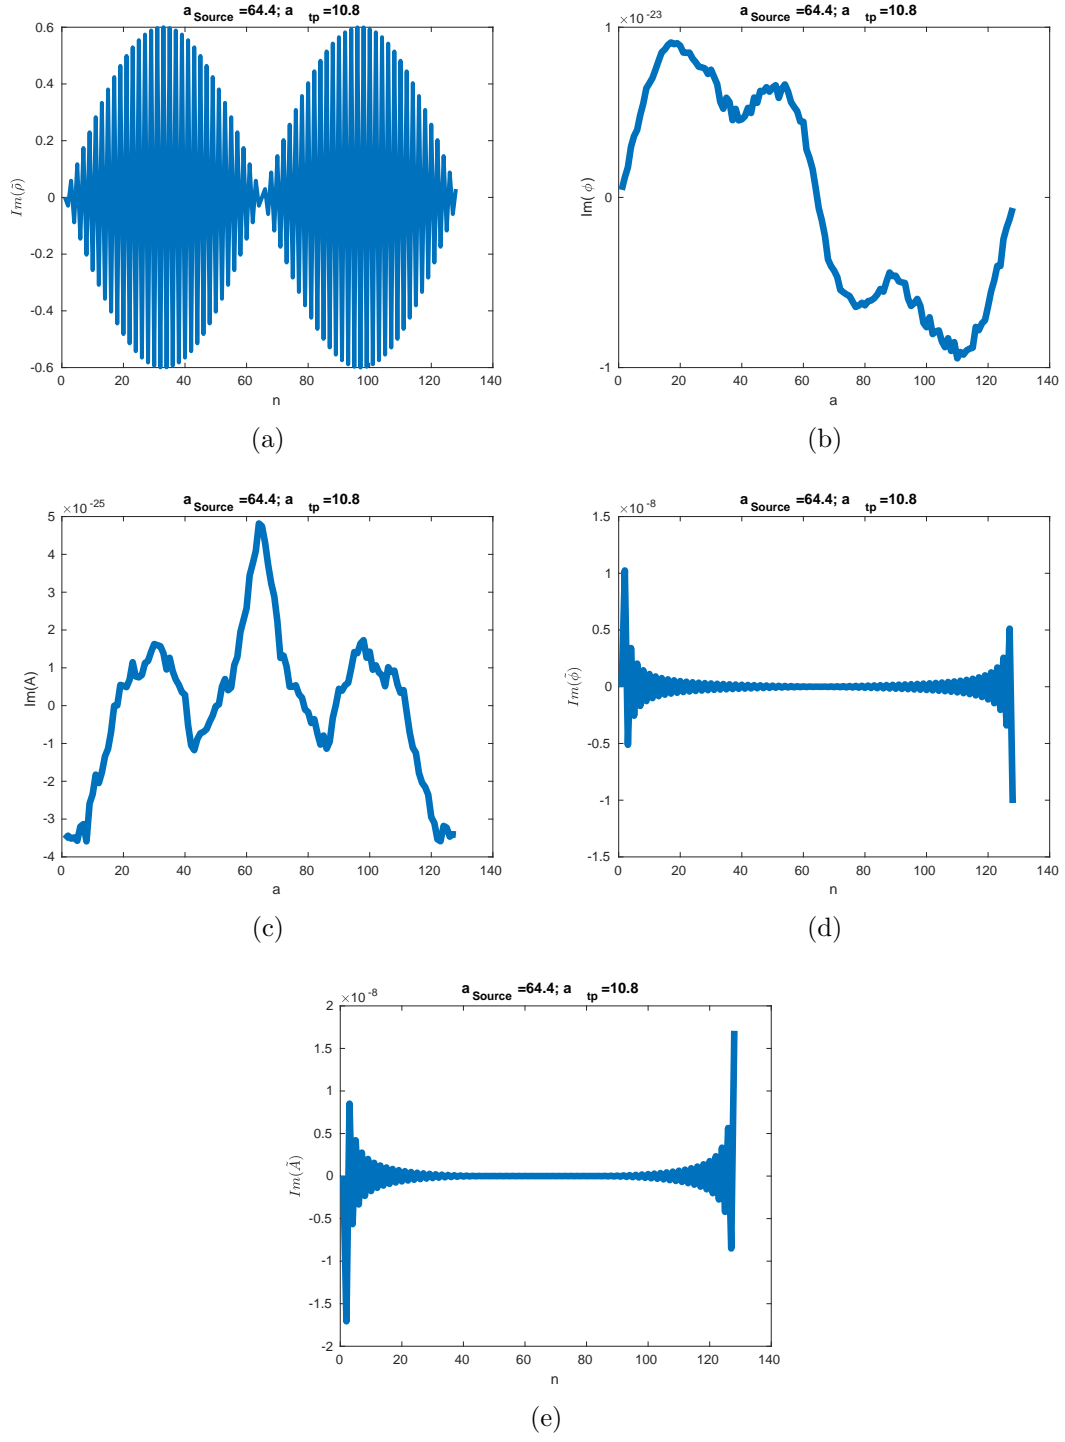 a Source =64.4; a tp =10.8
0.6
0.4
0.2
0
-0.2
-0.4
-0.6
Im(ρ̃)
0 20 40 60 80 100 120 140
n
(a)
a Source =64.4; a tp =10.8
×10 -23
1
0
-1
Im( ϕ)
0 20 40 60 80 100 120 140
a
(b)
a Source =64.4; a tp =10.8
×10 -25
5
4
3
2
1
0
-1
-2
-3
-4
Im(A)
0 20 40 60 80 100 120 140
a
(c)
a Source =64.4; a tp =10.8
×10 -8
1.5
1
0.5
0
-0.5
-1
-1.5
Im(ϕ̃)
0 20 40 60 80 100 120 140
n
(d)
a Source =64.4; a tp =10.8
×10 -8
2
1.5
1
0.5
0
-0.5
-1
-1.5
-2
Im(Ã)
0 20 40 60 80 100 120 140
n
(e)